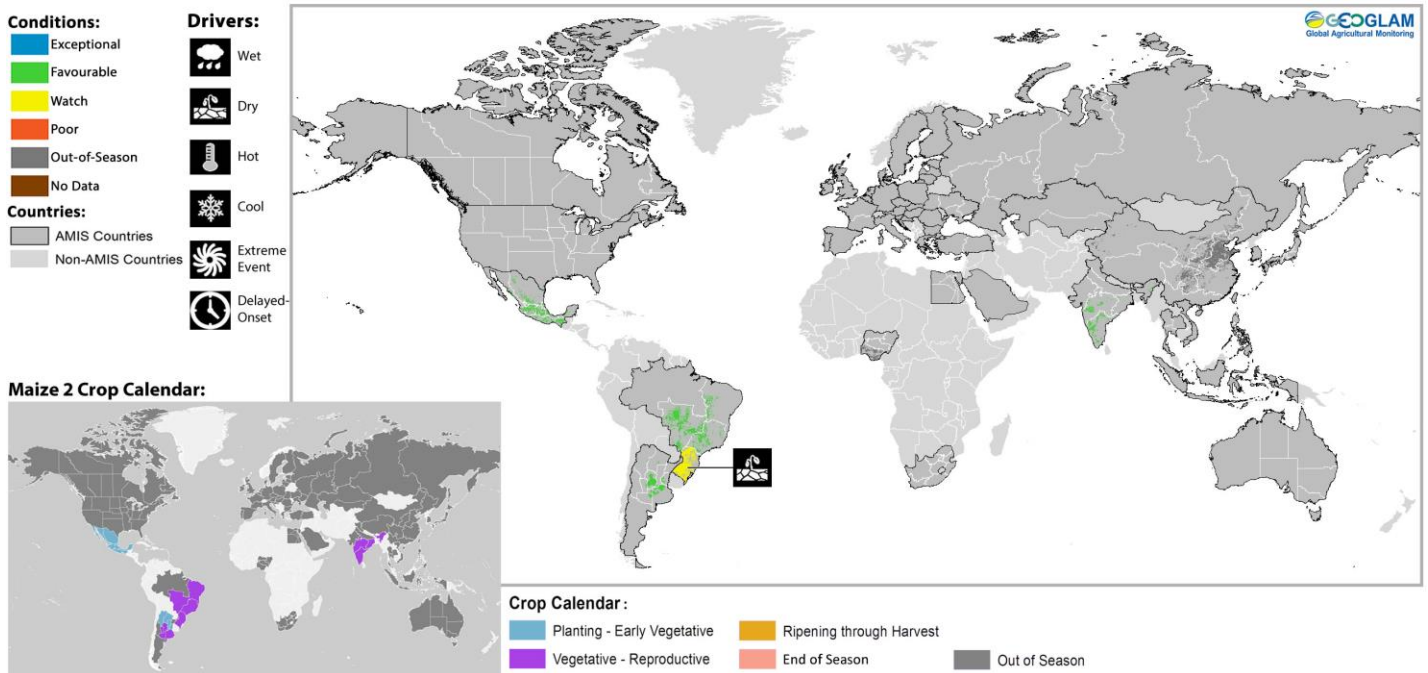 Conditions:
Exceptional
Favourable
Watch
Poor
Out-of-Season
No Data
Countries:
AMIS Countries
Non-AMIS Countries
Drivers:
Wet
Dry
Hot
Cool
Extreme
Event
Delayed-
Onset
GEOGLAM
Global Agricultural Monitoring
Maize 2 Crop Calendar:
Crop Calendar :
Planting - Early Vegetative
Vegetative - Reproductive
Ripening through Harvest
End of Season
Out of Season